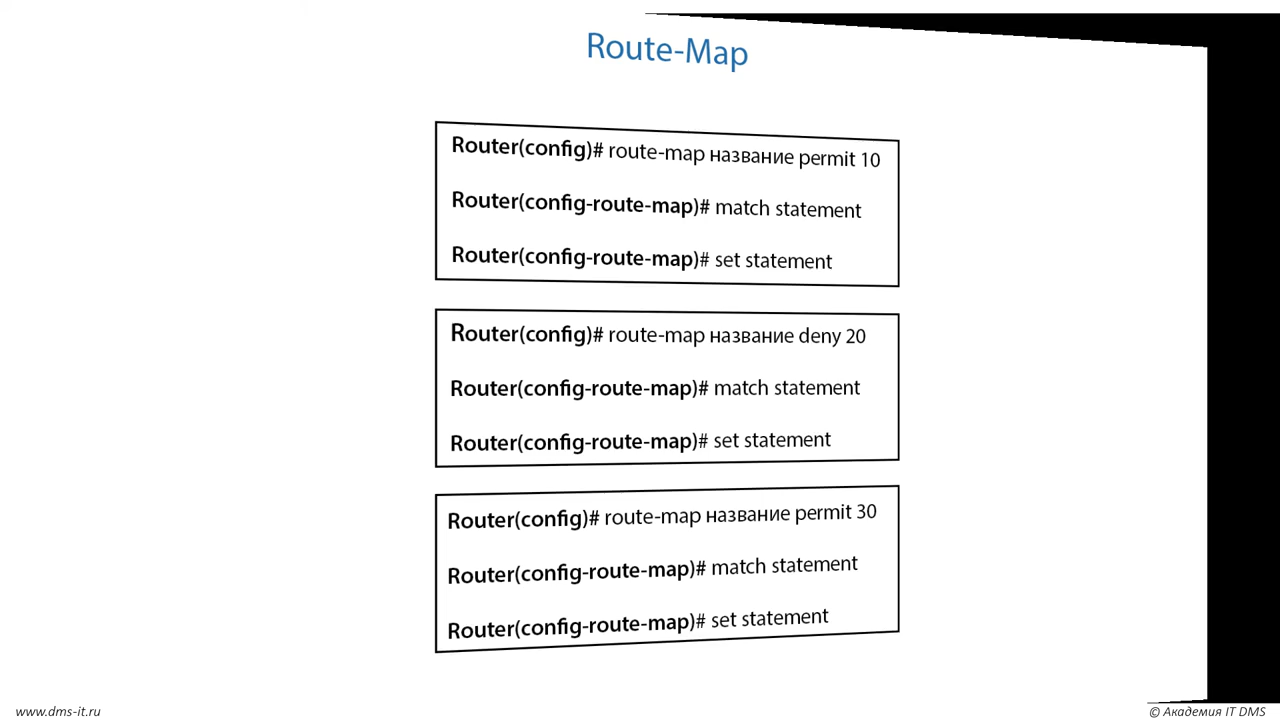 Route-Map
Router(config)# route-map название permit 10
Router(config-route-map)# match statement
Router(config-route-map)# set statement
Router(config)# route-map название deny 20
Router(config-route-map)# match statement
Router(config-route-map)# set statement
Router(config)# route-map название permit 30
Router(config-route-map)# match statement
Router(config-route-map)# set statement
www.dms-it.ru
© Академия IT DMS